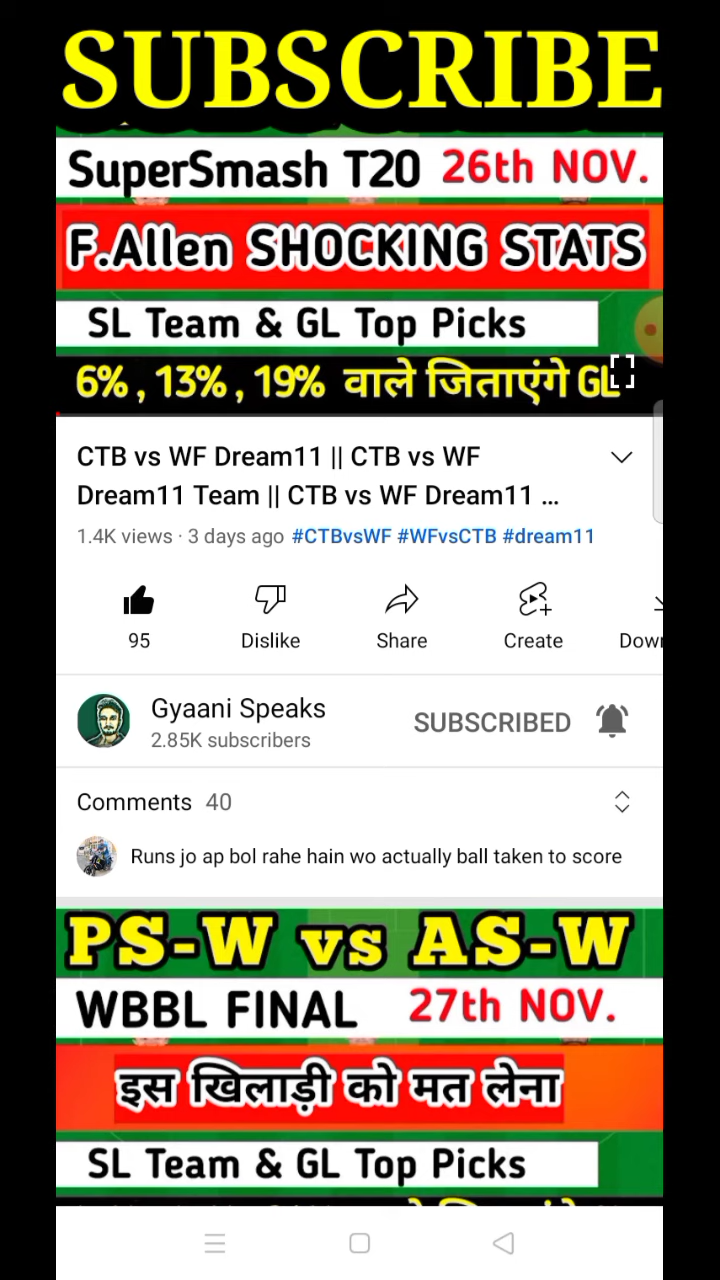 SUBSCRIBE
SuperSmash T20 26th NOV.
F.Allen SHOCKING STATS
SL Team & GL Top Picks
6%, 13%, 19% वाले जिताएंगे GL
CTB vs WF Dream11 || CTB vs WF
Dream11 Team || CTB vs WF Dream11 ...
1.4K views · 3 days ago #CTBvsWF #WFvsCTB #dream11
95 Dislike Share Create Down
Gyaani Speaks
SUBSCRIBED
2.85K subscribers
Comments 40
Runs jo ap bol rahe hain wo actually ball taken to score
PS-W vs AS-W
WBBL FINAL 27th NOV.
इस खिलाड़ी को मत लेना
SL Team & GL Top Picks